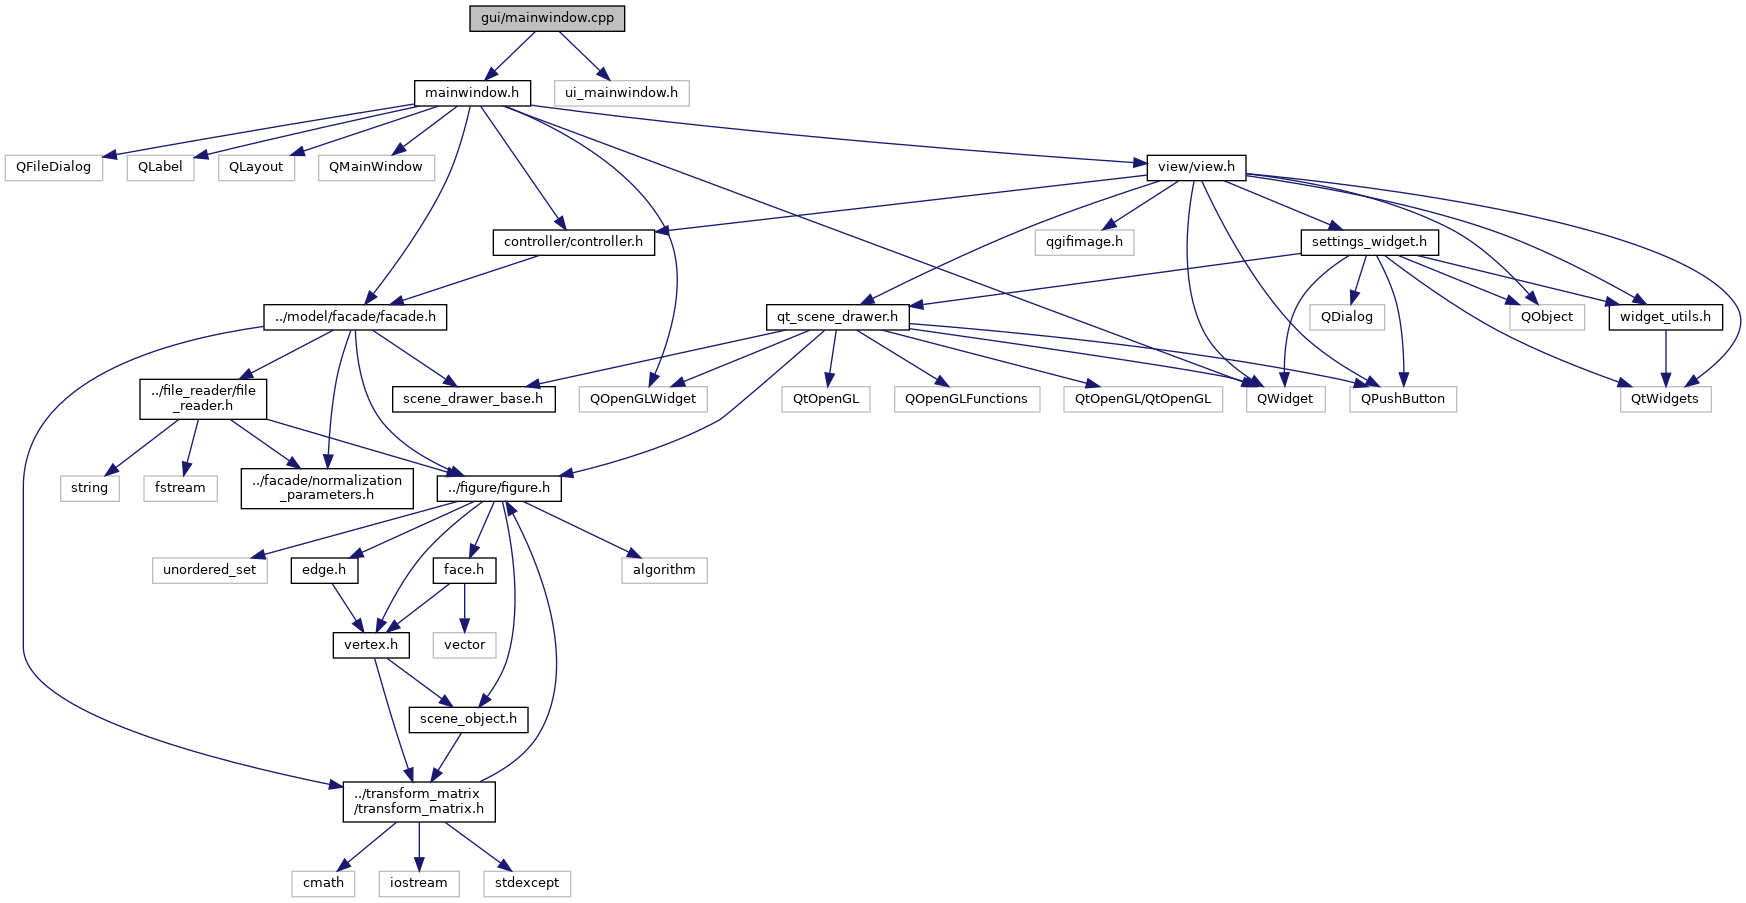 gui/mainwindow.cpp
mainwindow.h
ui_mainwindow.h
QFileDialog
QLabel
QLayout
QMainWindow
view/view.h
controller/controller.h
qgifimage.h
settings_widget.h
../model/facade/facade.h
qt_scene_drawer.h
QDialog
QObject
widget_utils.h
../file_reader/file
_reader.h
scene_drawer_base.h
QOpenGLWidget
QtOpenGL
QOpenGLFunctions
QtOpenGL/QtOpenGL
QWidget
QPushButton
QtWidgets
string
fstream
../facade/normalization
_parameters.h
../figure/figure.h
unordered_set
edge.h
face.h
algorithm
vertex.h
vector
scene_object.h
../transform_matrix
/transform_matrix.h
cmath
iostream
stdexcept